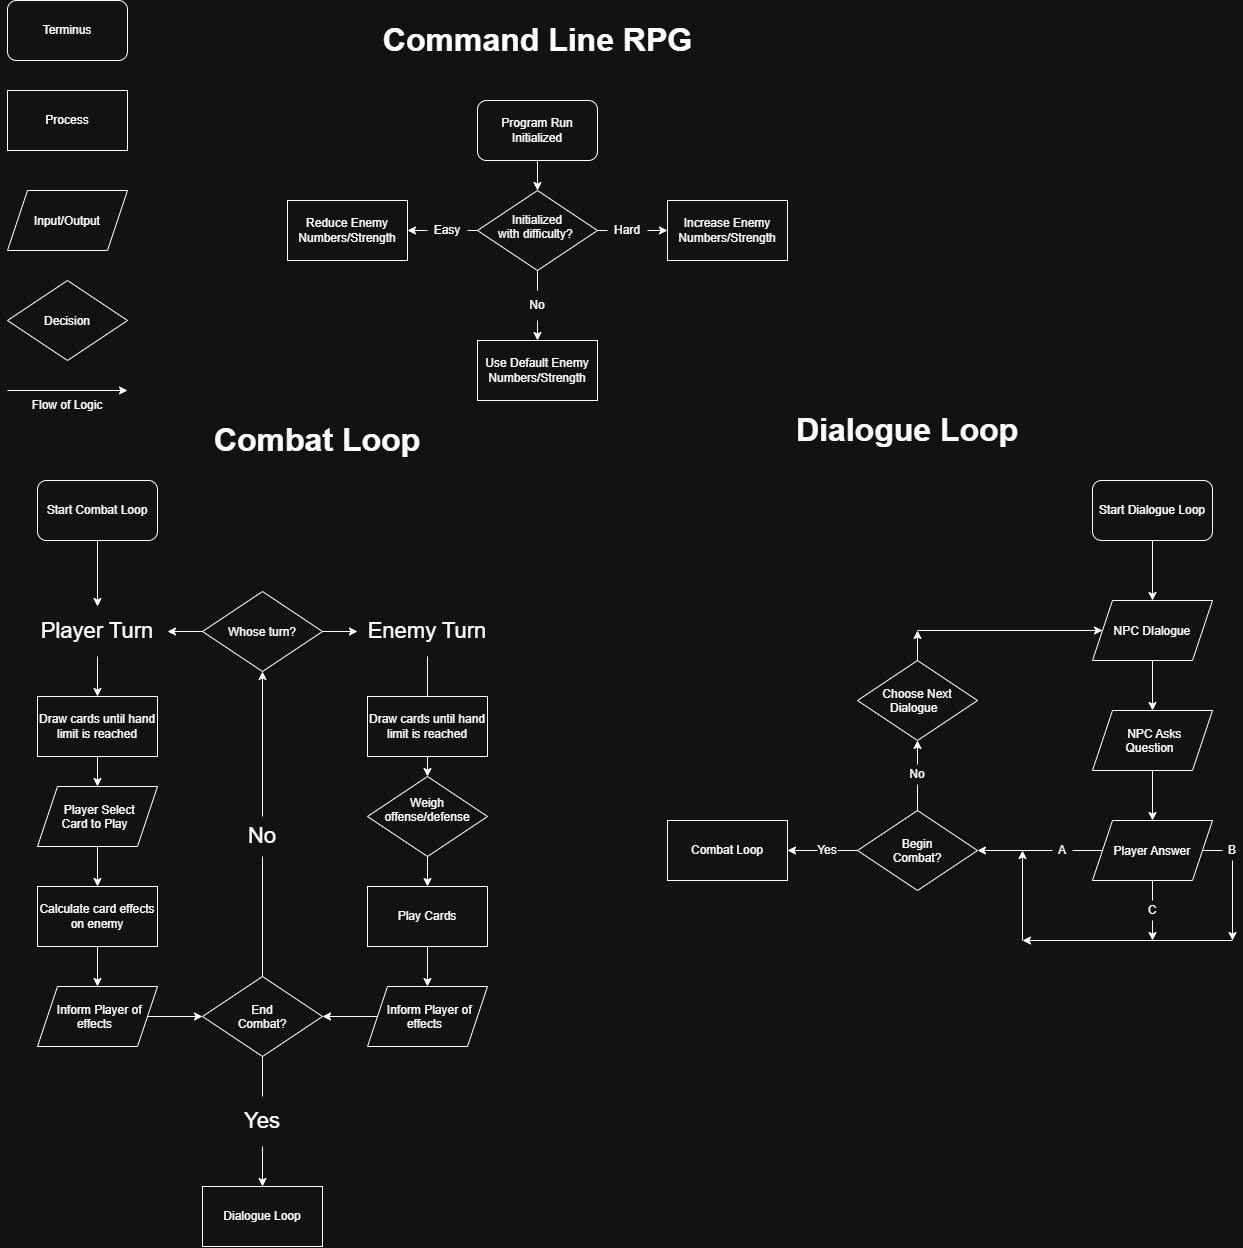 Terminus
Command Line RPG
Process
Program Run
Initialized
Input/Output
Initialized
with difficulty?
Reduce Enemy
Numbers/Strength
Easy
Hard
Increase Enemy
Numbers/Strength
Decision
No
Use Default Enemy
Numbers/Strength
Flow of Logic
Combat Loop
Start Combat Loop
Player Turn
Whose turn?
Enemy Turn
Draw cards until hand
limit is reached
Draw cards until hand
limit is reached
Player Select
Card to Play
Weigh
offense/defense
No
Calculate card effects
on enemy
Play Cards
Inform Player of
effects
End
Combat?
Inform Player of
effects
Yes
Dialogue Loop
Dialogue Loop
Start Dialogue Loop
NPC Dialogue
Choose Next
Dialogue
NPC Asks
Question
No
Combat Loop
Yes
Begin
Combat?
A
Player Answer
B
C